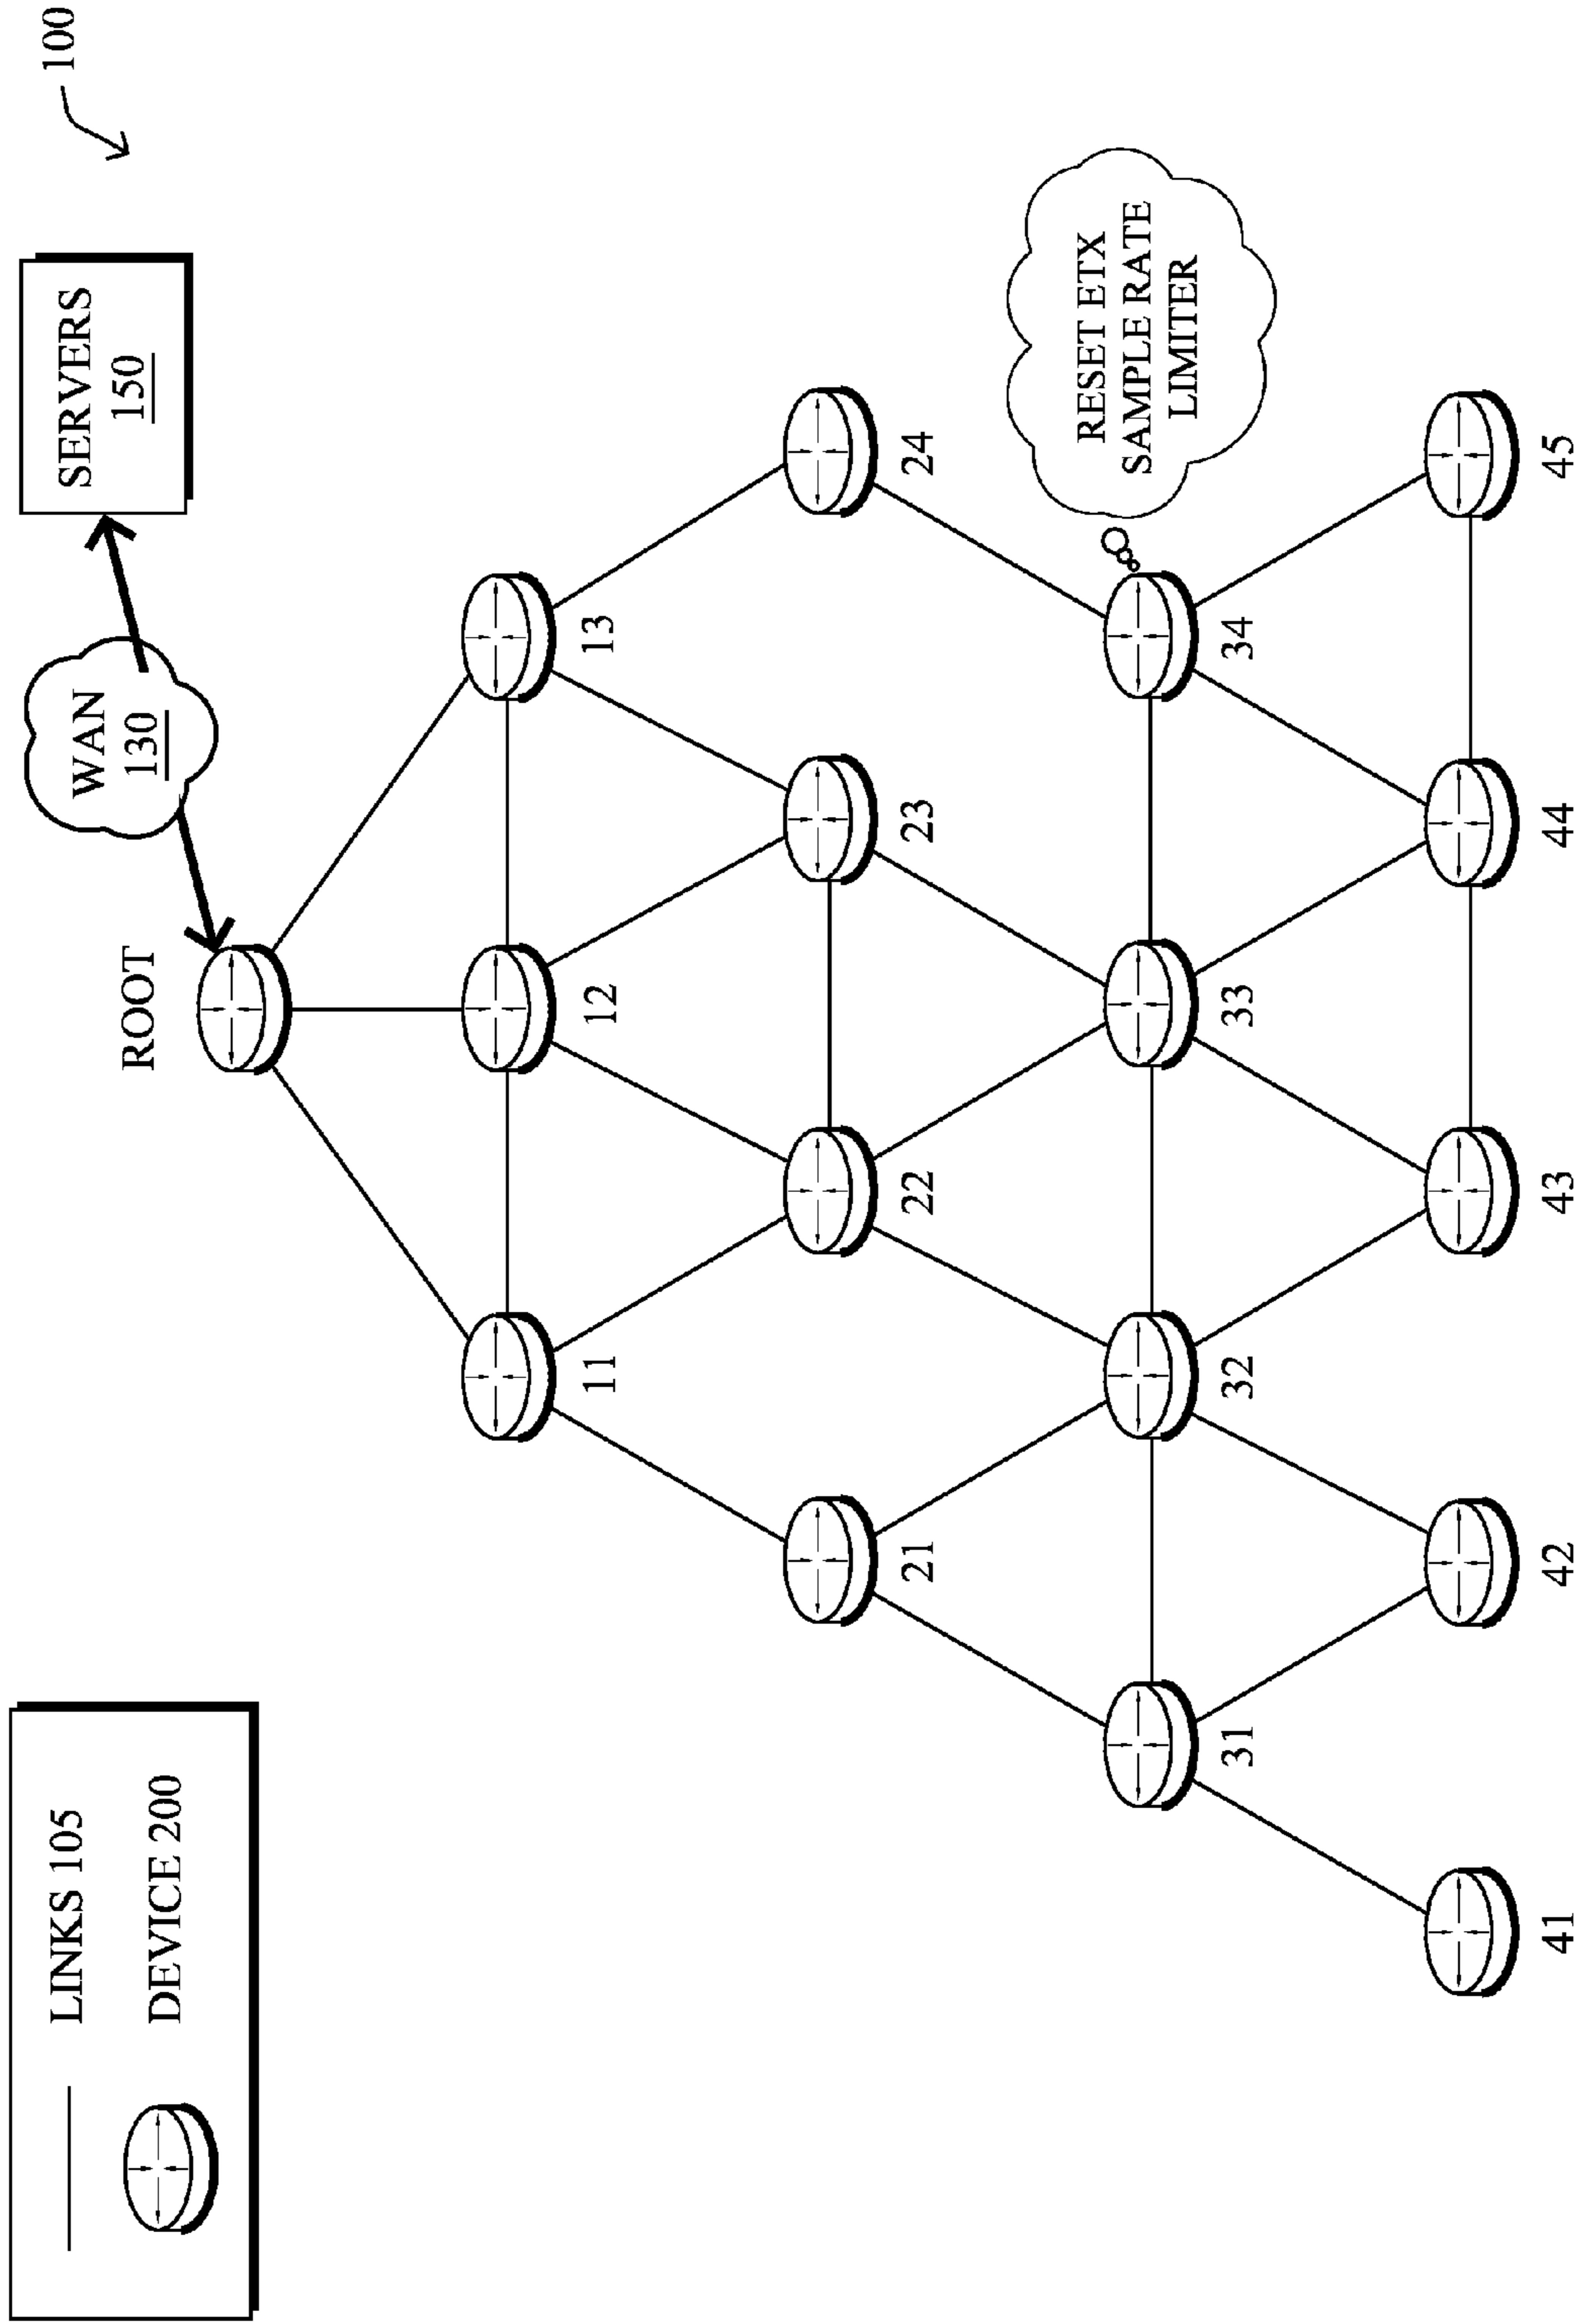 100
SERVERS
150
WAN
130
ROOT
LINKS 105
DEVICE 200
11
12
13
21
22
23
24
RESET ETX
SAMPLE RATE
LIMITER
31
32
33
34
41
42
43
44
45